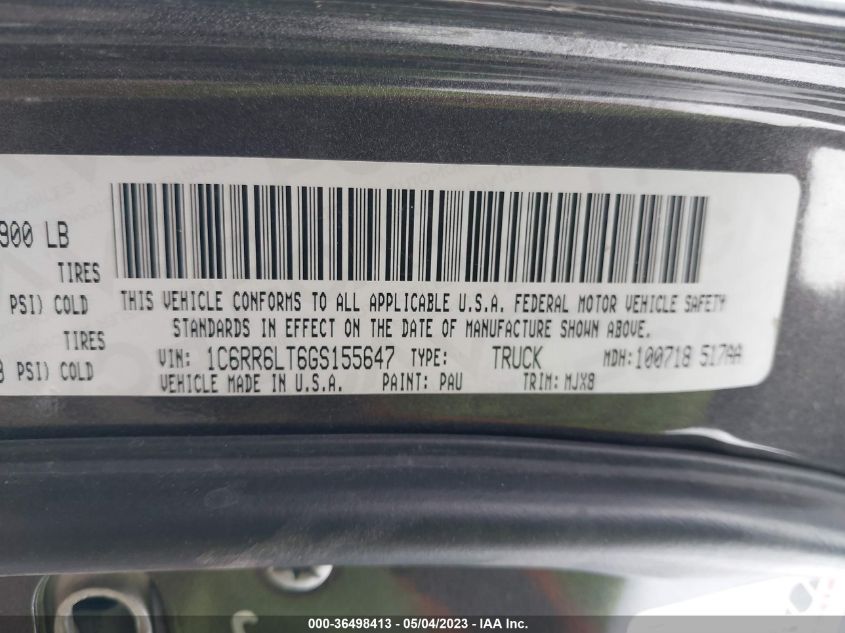 900 LB
TIRES
PSI) COLD
TIRES
PSI) COLD
THIS VEHICLE CONFORMS TO ALL APPLICABLE U.S.A. FEDERAL MOTOR VEHICLE SAFETY
STANDARDS IN EFFECT ON THE DATE OF MANUFACTURE SHOWN ABOVE.
VIN: 1C6RR6LT6GS155647 TYPE: TRUCK MDH:100718 517AA
VEHICLE MADE IN U.S.A. PAINT: PAU TRIM: MJX8
000-36498413 - 05/04/2023 - IAA Inc.